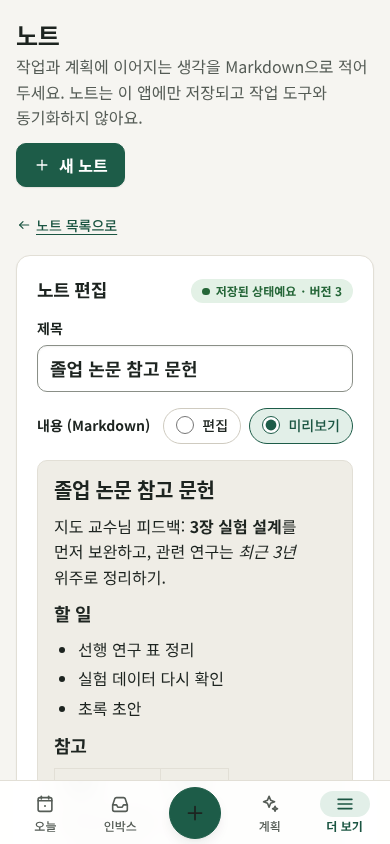 노트
작업과 계획에 이어지는 생각을 Markdown으로 적어
두세요. 노트는 이 앱에만 저장되고 작업 도구와
동기화하지 않아요.
+ 새 노트
← 노트 목록으로
노트 편집
저장된 상태예요 · 버전 3
제목
졸업 논문 참고 문헌
내용 (Markdown)
편집
미리보기
졸업 논문 참고 문헌
지도 교수님 피드백: 3장 실험 설계를
먼저 보완하고, 관련 연구는 최근 3년
위주로 정리하기.
할 일
• 선행 연구 표 정리
• 실험 데이터 다시 확인
• 초록 초안
참고
오늘
인박스
계획
더 보기